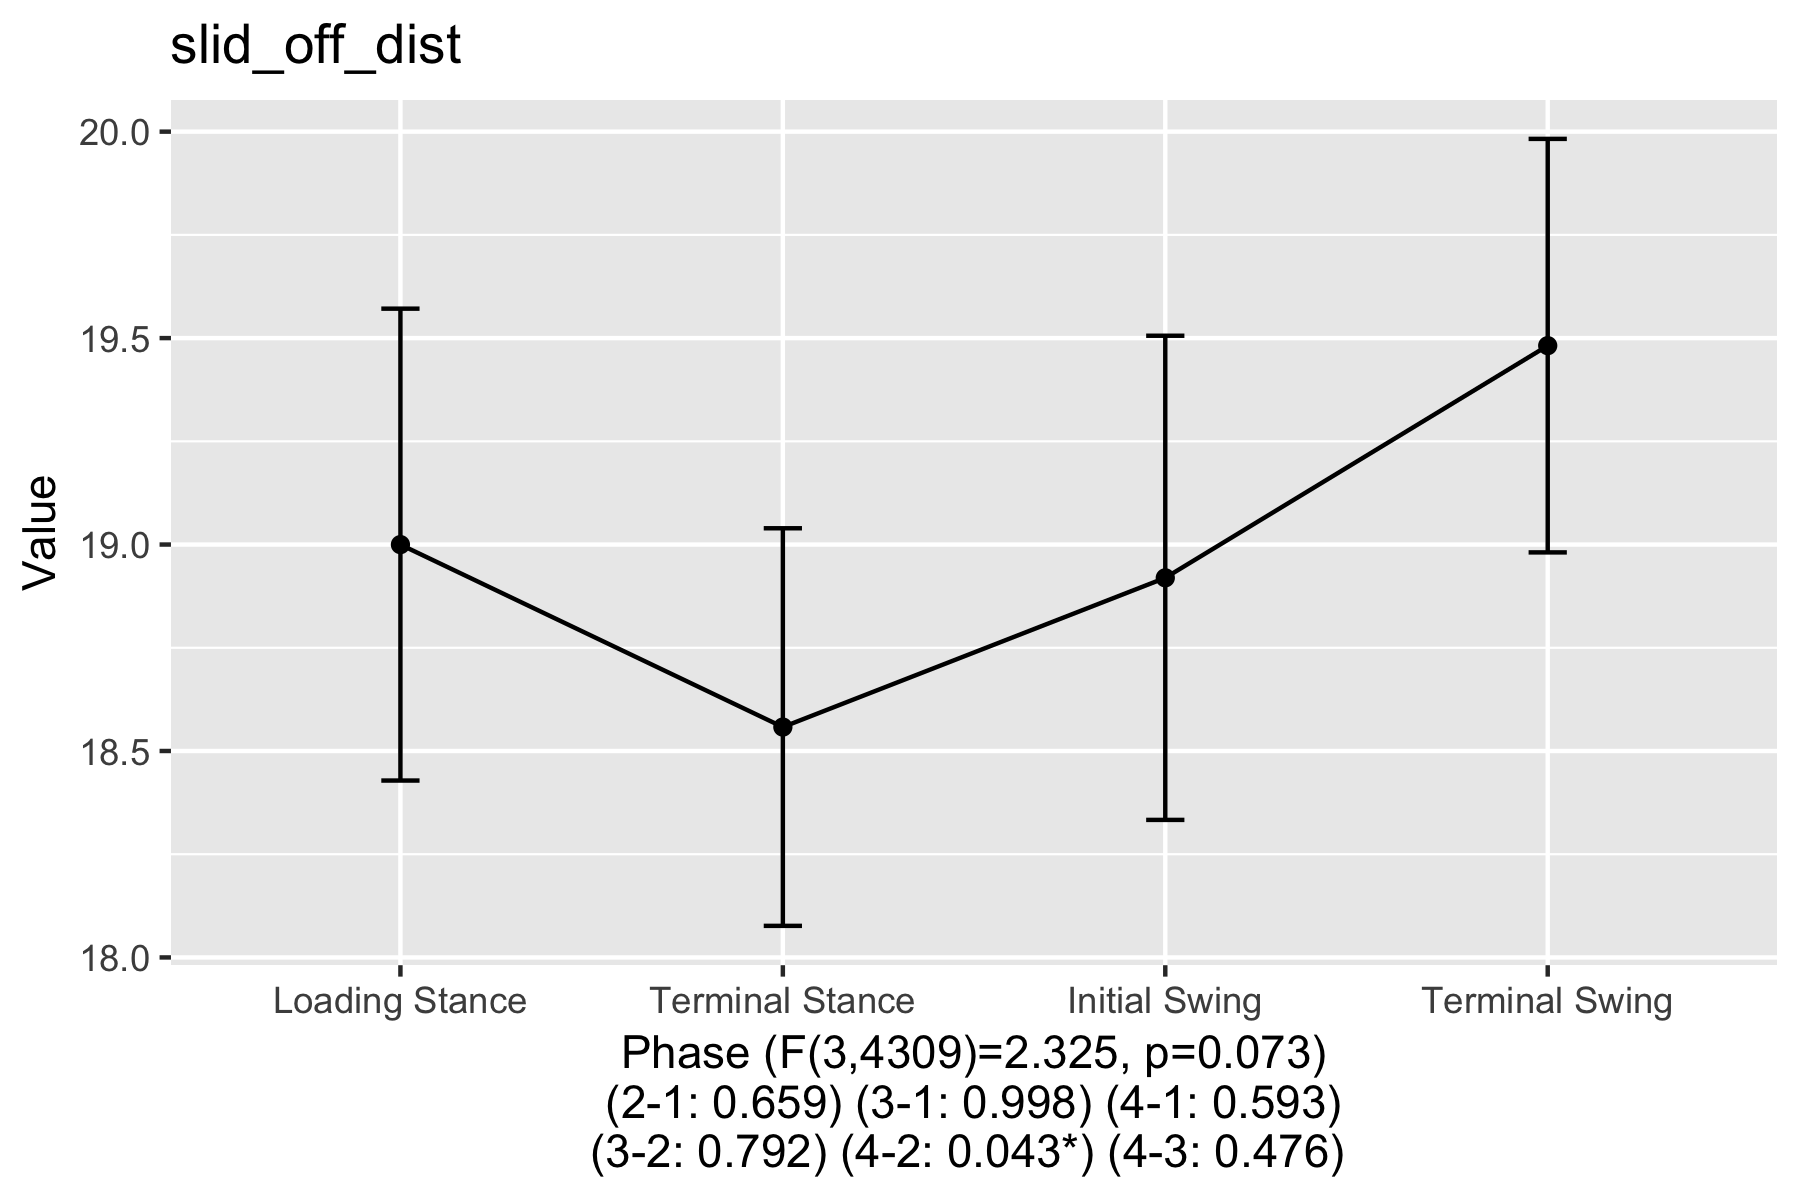 slid_off_dist
20.0
19.5
19.0
18.5
18.0
Value
Loading Stance Terminal Stance Initial Swing Terminal Swing
Phase (F(3,4309)=2.325, p=0.073)
(2-1: 0.659) (3-1: 0.998) (4-1: 0.593)
(3-2: 0.792) (4-2: 0.043*) (4-3: 0.476)